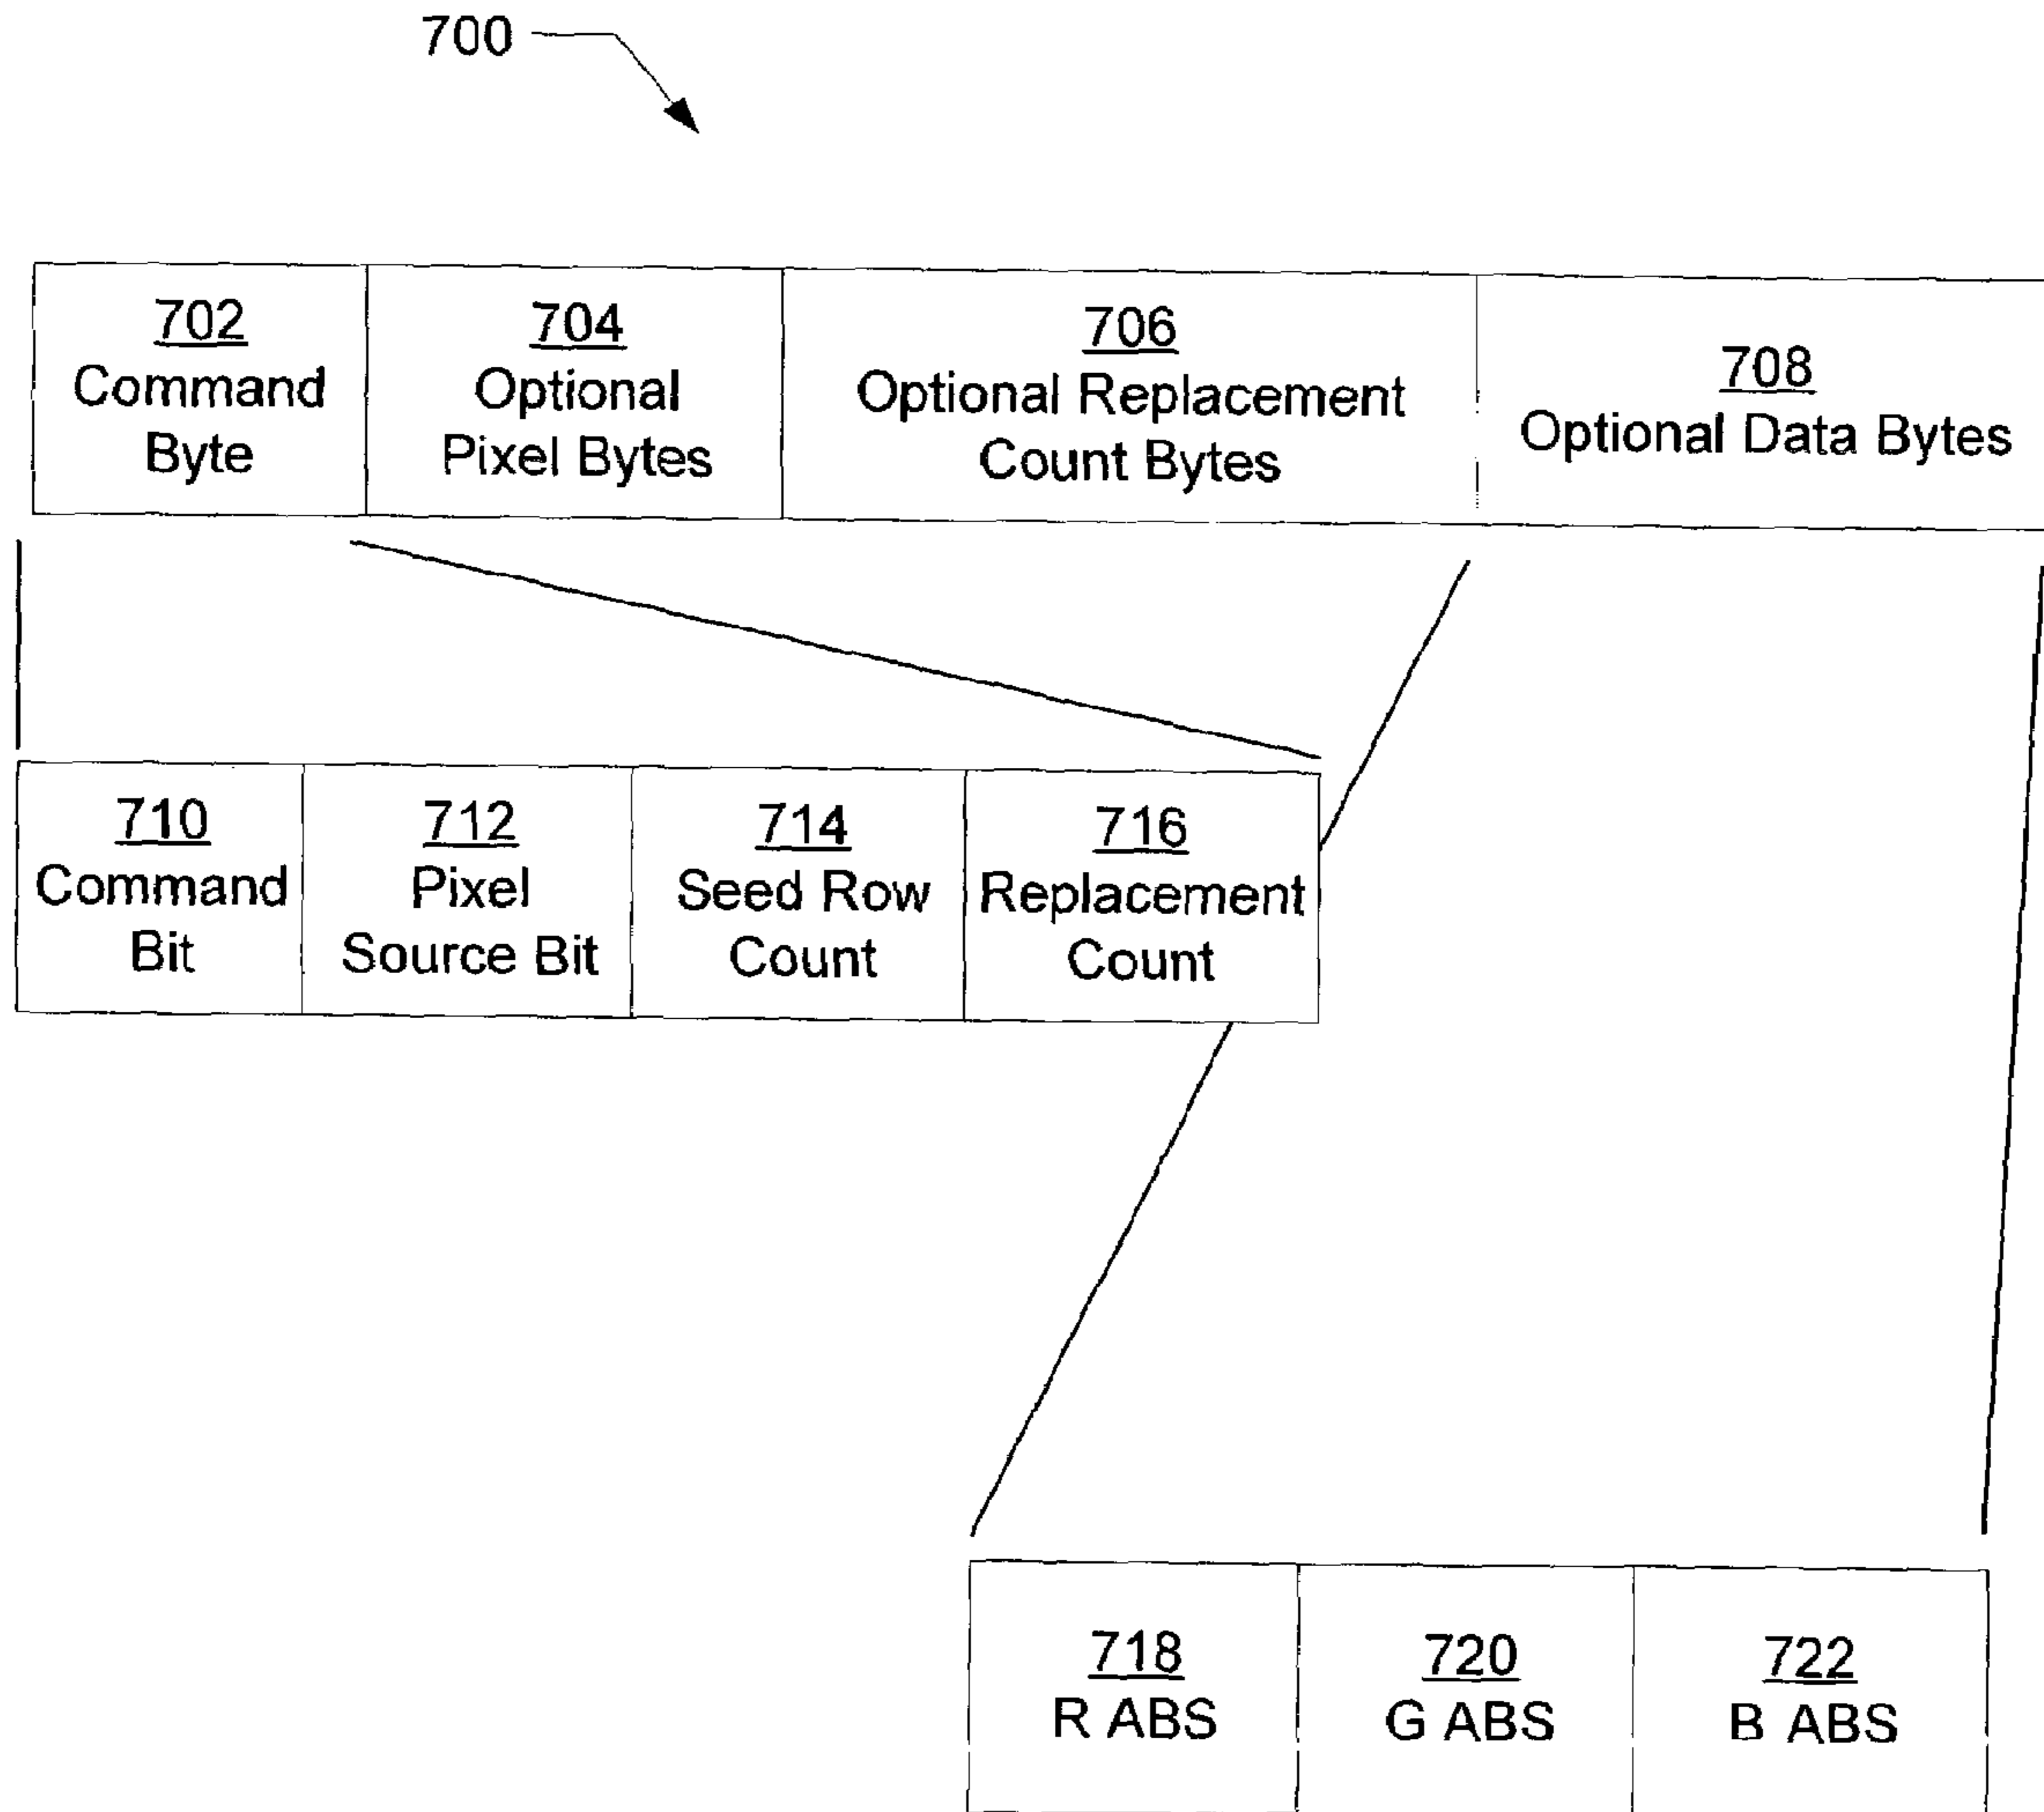 700
702
Command
Byte
704
Optional
Pixel Bytes
706
Optional Replacement
Count Bytes
708
Optional Data Bytes
710
Command
Bit
712
Pixel
Source Bit
714
Seed Row
Count
716
Replacement
Count
718
R ABS
720
G ABS
722
B ABS